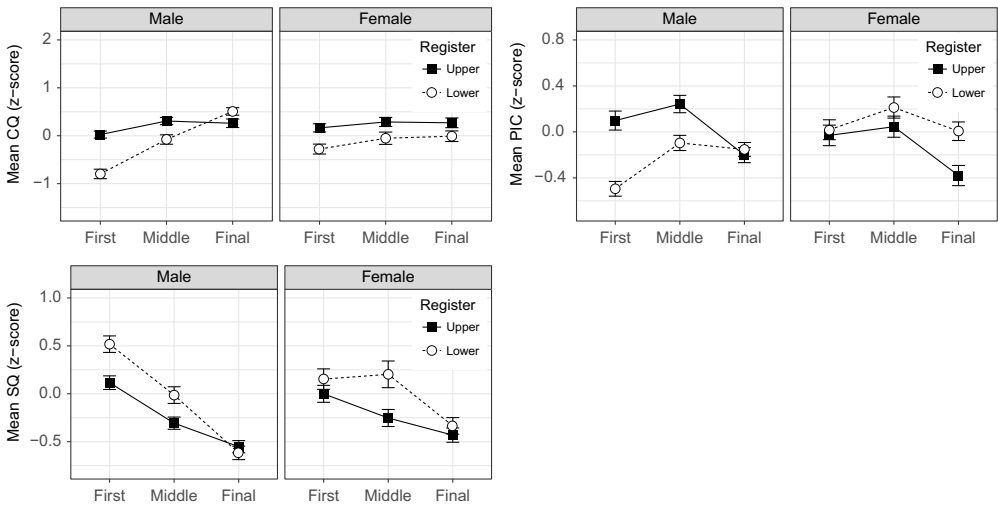 Male Female
Mean CQ (z−score)
2
1
0
−1
Register
Upper
Lower
First Middle Final First Middle Final
Male Female
Mean PIC (z−score)
0.8
0.4
0.0
−0.4
Register
Upper
Lower
First Middle Final First Middle Final
Male Female
Mean SQ (z−score)
1.0
0.5
0.0
−0.5
Register
Upper
Lower
First Middle Final First Middle Final